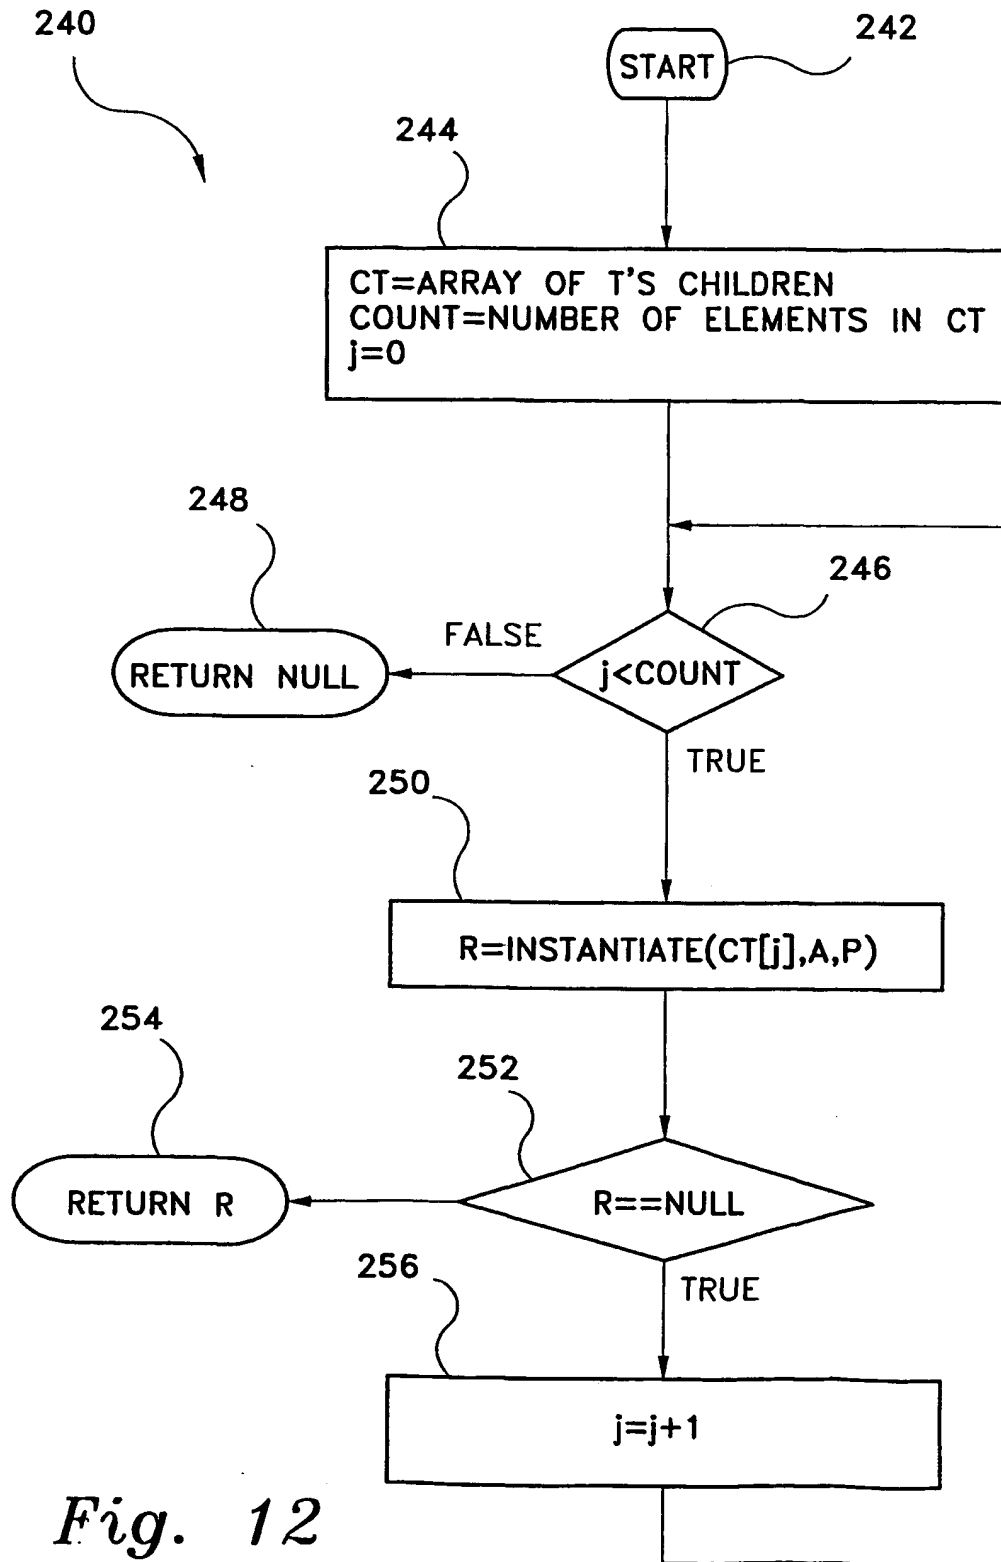 240
242
START
244
CT=ARRAY OF T'S CHILDREN
COUNT=NUMBER OF ELEMENTS IN CT
j=0
248
246
FALSE
RETURN NULL
j<COUNT
TRUE
250
R=INSTANTIATE(CT[j],A,P)
254
252
RETURN R
R==NULL
256
TRUE
j=j+1
Fig. 12